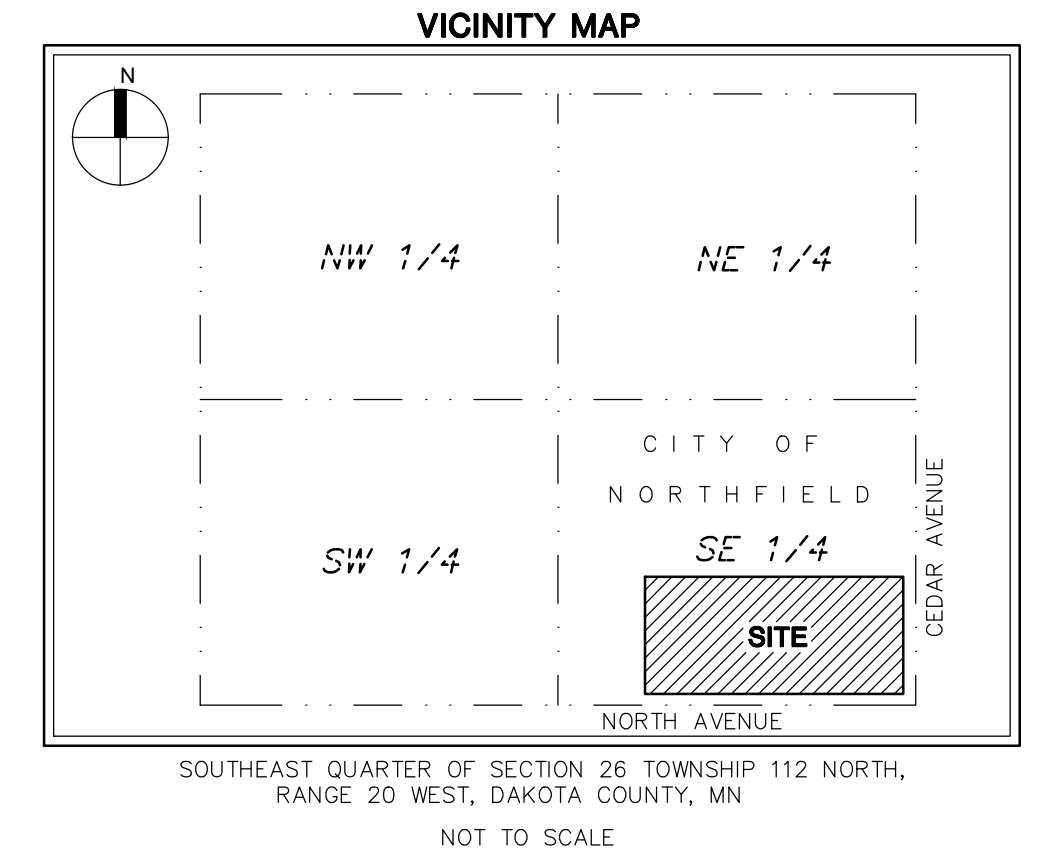 VICINITY MAP
N
NW 1/4
NE 1/4
CITY OF
NORTHFIELD
SW 1/4
SE 1/4
CEDAR AVENUE
SITE
NORTH AVENUE
SOUTHEAST QUARTER OF SECTION 26 TOWNSHIP 112 NORTH,
RANGE 20 WEST, DAKOTA COUNTY, MN
NOT TO SCALE